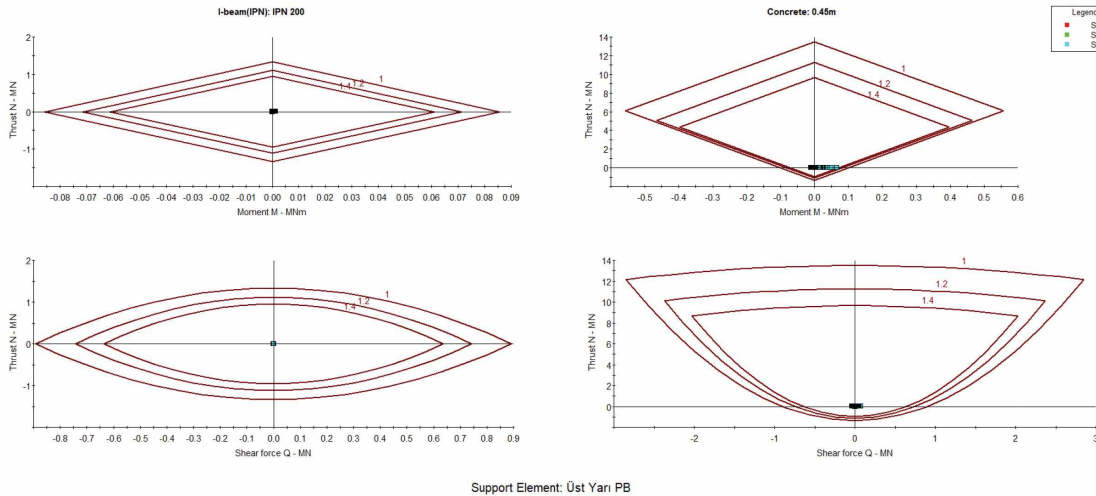 I-beam(IPN): IPN 200
Concrete: 0.45m
Legend
S
S
S
Thrust N - MN
2
1
0
-1
1.4
1.2
1
-0.08 -0.07 -0.06 -0.05 -0.04 -0.03 -0.02 -0.01 0.00 0.01 0.02 0.03 0.04 0.05 0.06 0.07 0.08 0.09
Moment M - MNm
Thrust N - MN
14
12
10
8
6
4
2
0
1
1.2
1.4
-0.5 -0.4 -0.3 -0.2 -0.1 0.0 0.1 0.2 0.3 0.4 0.5 0.6
Moment M - MNm
Thrust N - MN
2
1
0
-1
1.4
1.2
1
-0.8 -0.7 -0.6 -0.5 -0.4 -0.3 -0.2 -0.1 0.0 0.1 0.2 0.3 0.4 0.5 0.6 0.7 0.8 0.9
Shear force Q - MN
Thrust N - MN
14
12
10
8
6
4
2
0
1
1.2
1.4
-2 -1 0 1 2 3
Shear force Q - MN
Support Element: Üst Yarı PB